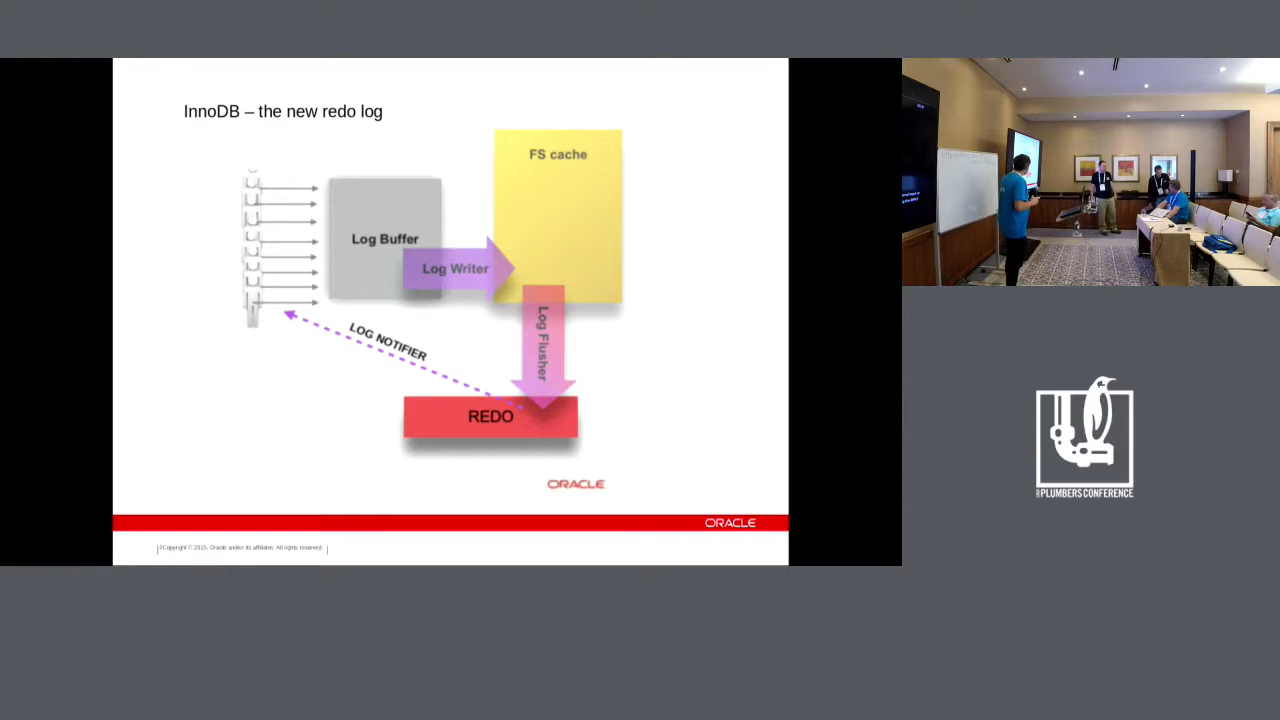 InnoDB – the new redo log
FS cache
Log Buffer
Log Writer
Log Flusher
LOG NOTIFIER
REDO
ORACLE
ORACLE
Copyright © 2015, Oracle and/or its affiliates. All rights reserved.
PLUMBERS CONFERENCE